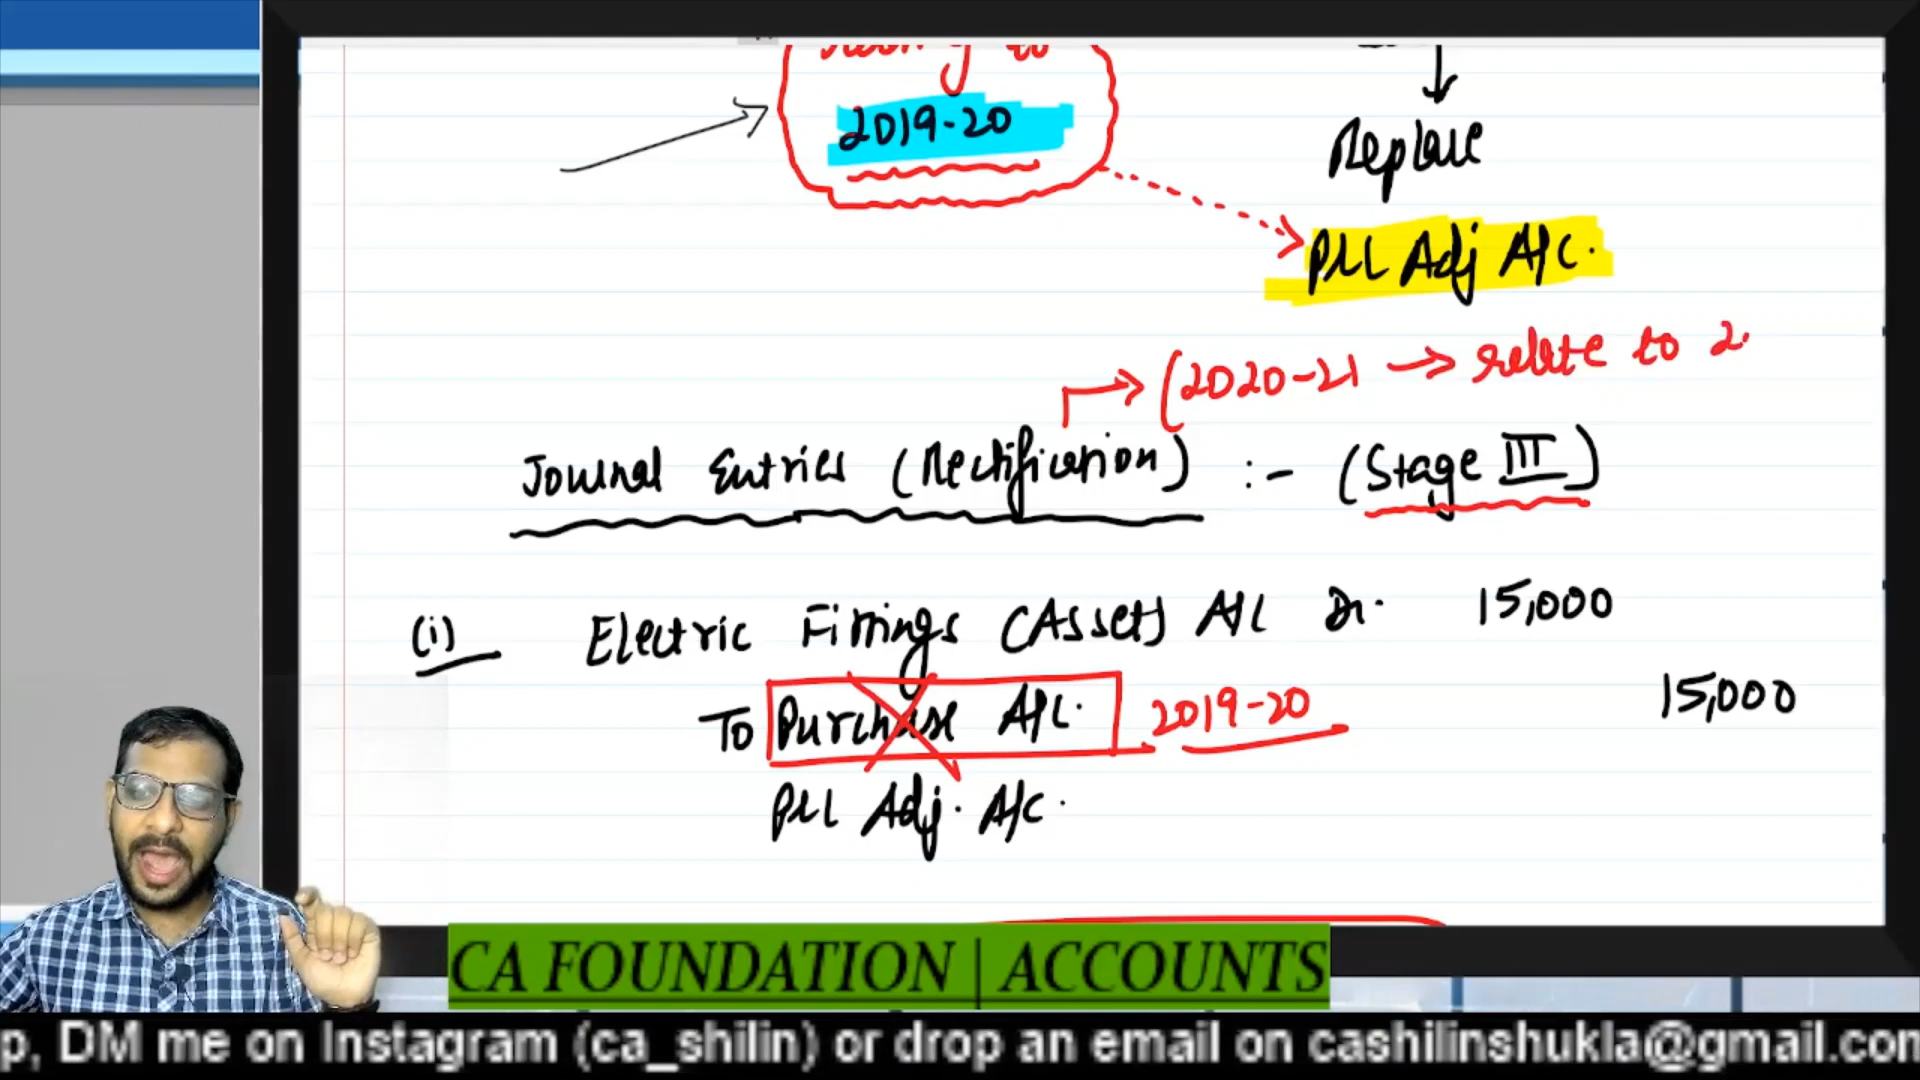 2019-20
Replace
P&L Adj A/C.
(2020-21 → relate to 2
Journal Entries (Rectification) :- (Stage III)
(i) Electric Fittings (Assets) A/c Dr. 15,000
To Purchase A/c. 2019-20 15,000
P&L Adj. A/C.
CA FOUNDATION | ACCOUNTS
p, DM me on Instagram (ca_shilin) or drop an email on cashilinshukla@gmail.com